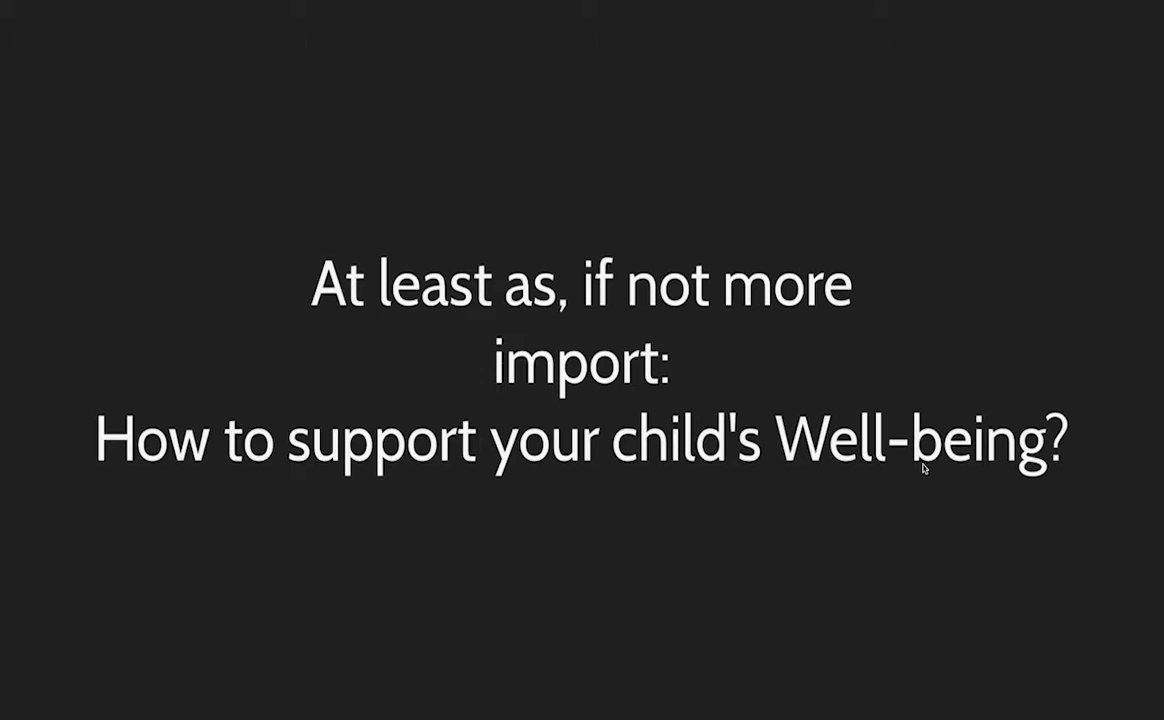 At least as, if not more
import:
How to support your child's Well-being?